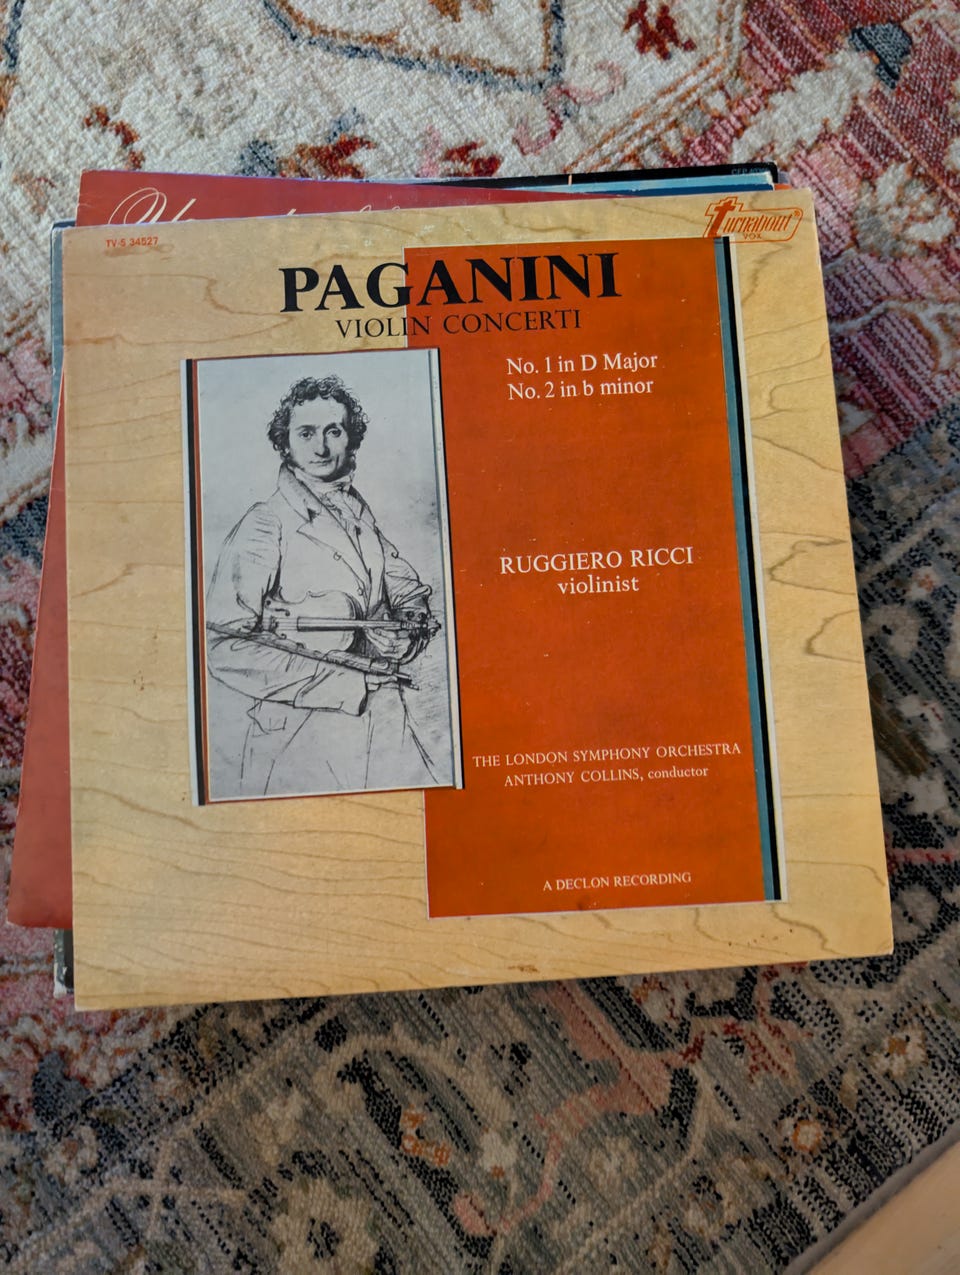 TV-S 34527
Turnabout®
VOX
PAGANINI
VIOLIN CONCERTI
No. 1 in D Major
No. 2 in b minor
RUGGIERO RICCI
violinist
THE LONDON SYMPHONY ORCHESTRA
ANTHONY COLLINS, conductor
A DECLON RECORDING